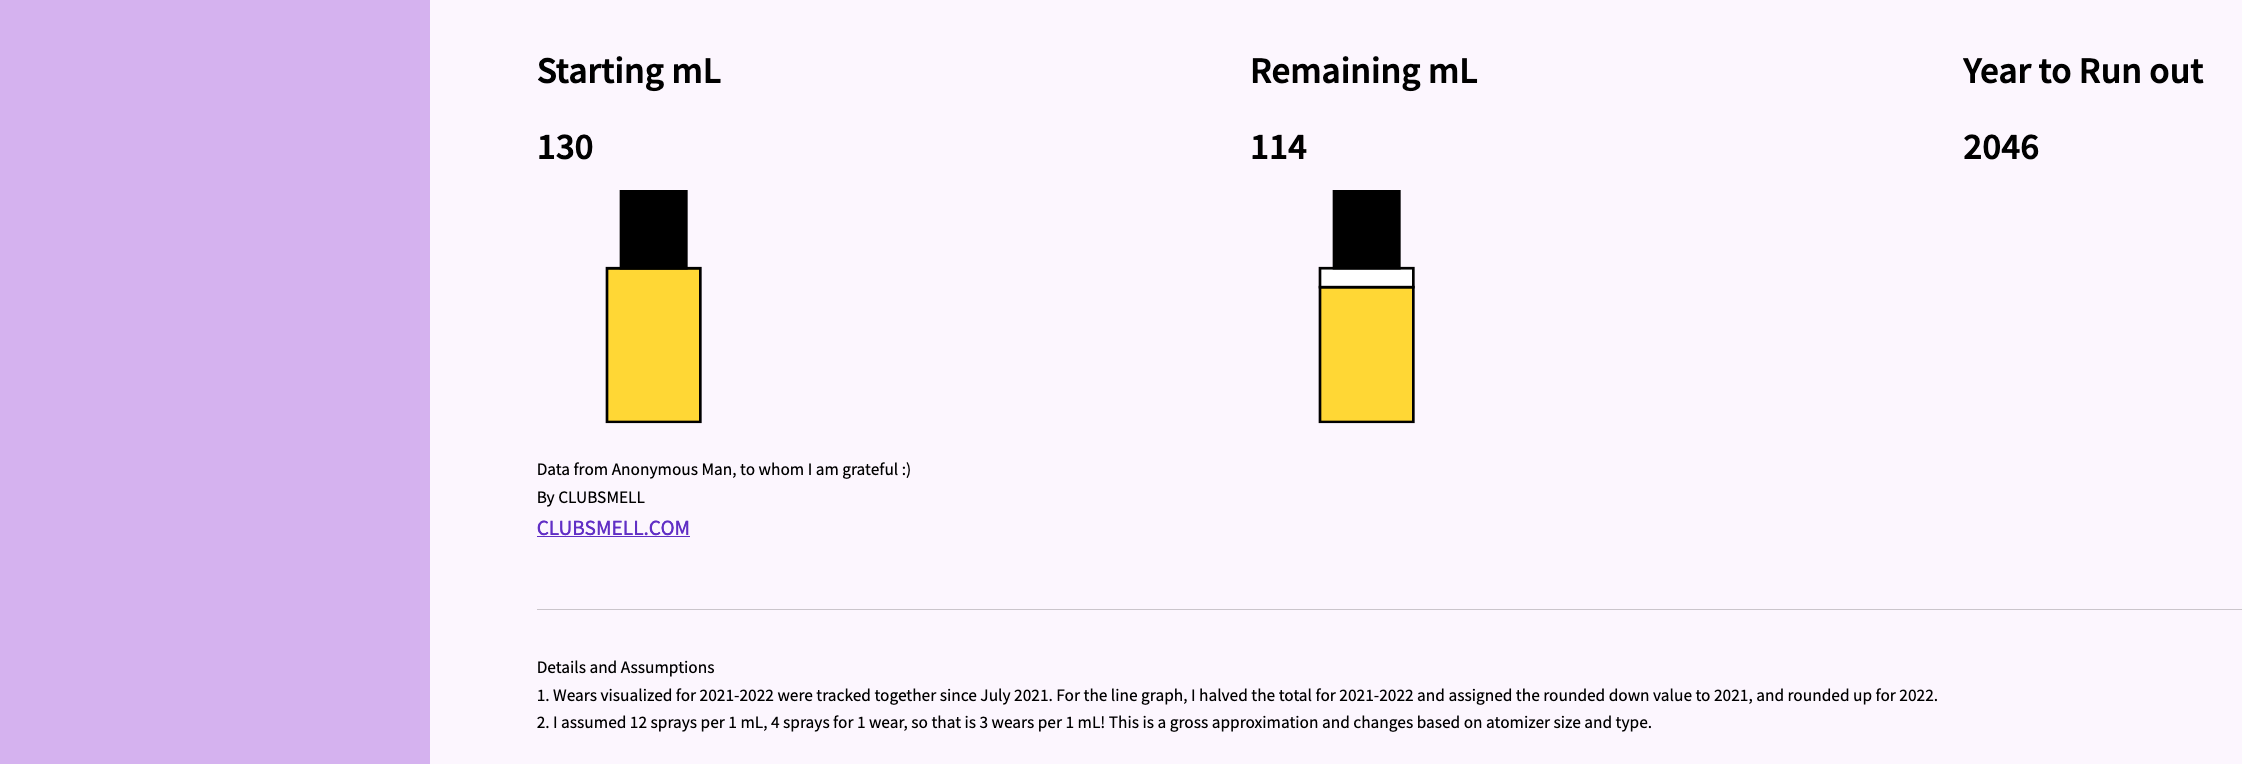 Starting mL
Remaining mL
Year to Run out
130
114
2046
Data from Anonymous Man, to whom I am grateful :)
By CLUBSMELL
CLUBSMELL.COM
Details and Assumptions
1. Wears visualized for 2021-2022 were tracked together since July 2021. For the line graph, I halved the total for 2021-2022 and assigned the rounded down value to 2021, and rounded up for 2022.
2. I assumed 12 sprays per 1 mL, 4 sprays for 1 wear, so that is 3 wears per 1 mL! This is a gross approximation and changes based on atomizer size and type.